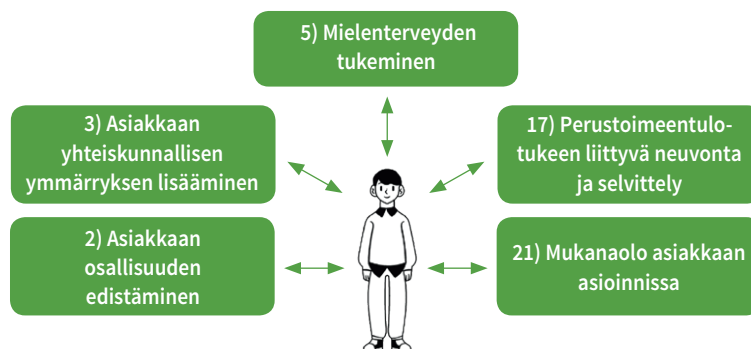 5) Mielenterveyden
tukeminen
3) Asiakkaan
yhteiskunnallisen
ymmärryksen lisääminen
17) Perustoimeentulo-
tukeen liittyvä neuvonta
ja selvittely
2) Asiakkaan
osallisuuden
edistäminen
21) Mukanaolo asiakkaan
asioinnissa